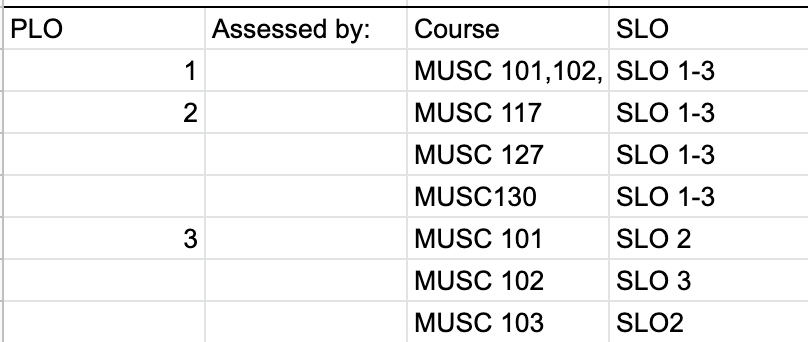 PLO Assessed by: Course SLO
1 MUSC 101,102, SLO 1-3
2 MUSC 117 SLO 1-3
MUSC 127 SLO 1-3
MUSC130 SLO 1-3
3 MUSC 101 SLO 2
MUSC 102 SLO 3
MUSC 103 SLO2